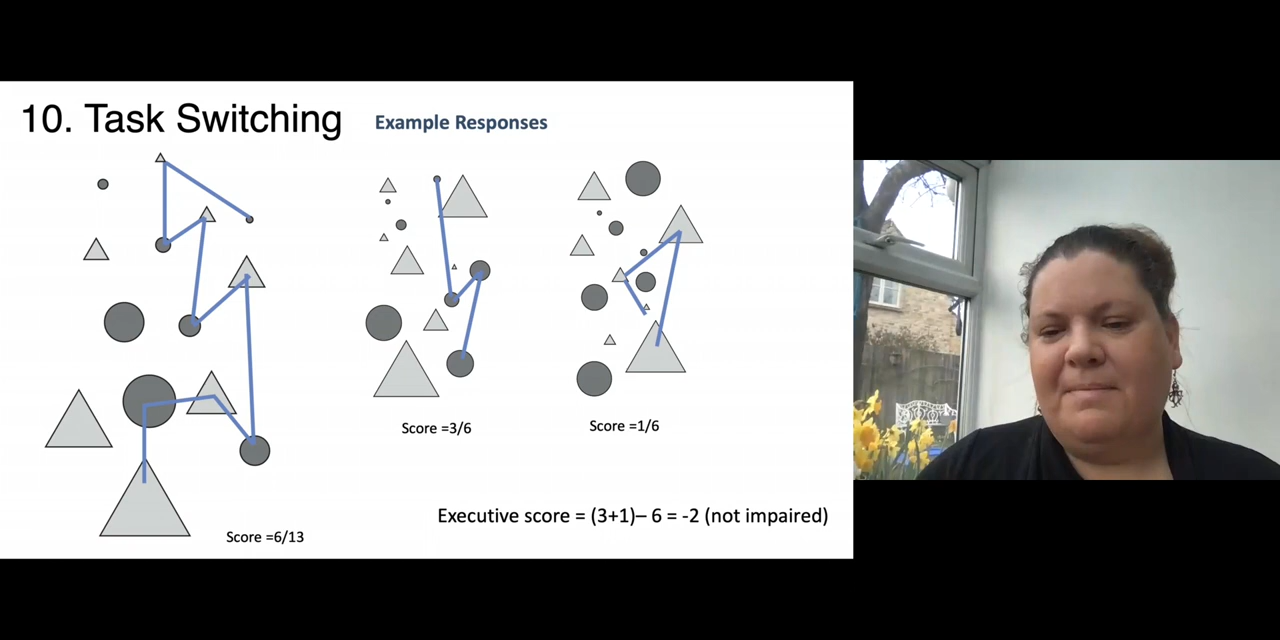 10. Task Switching
Example Responses
Score =3/6
Score =1/6
Executive score = (3+1)– 6 = -2 (not impaired)
Score =6/13